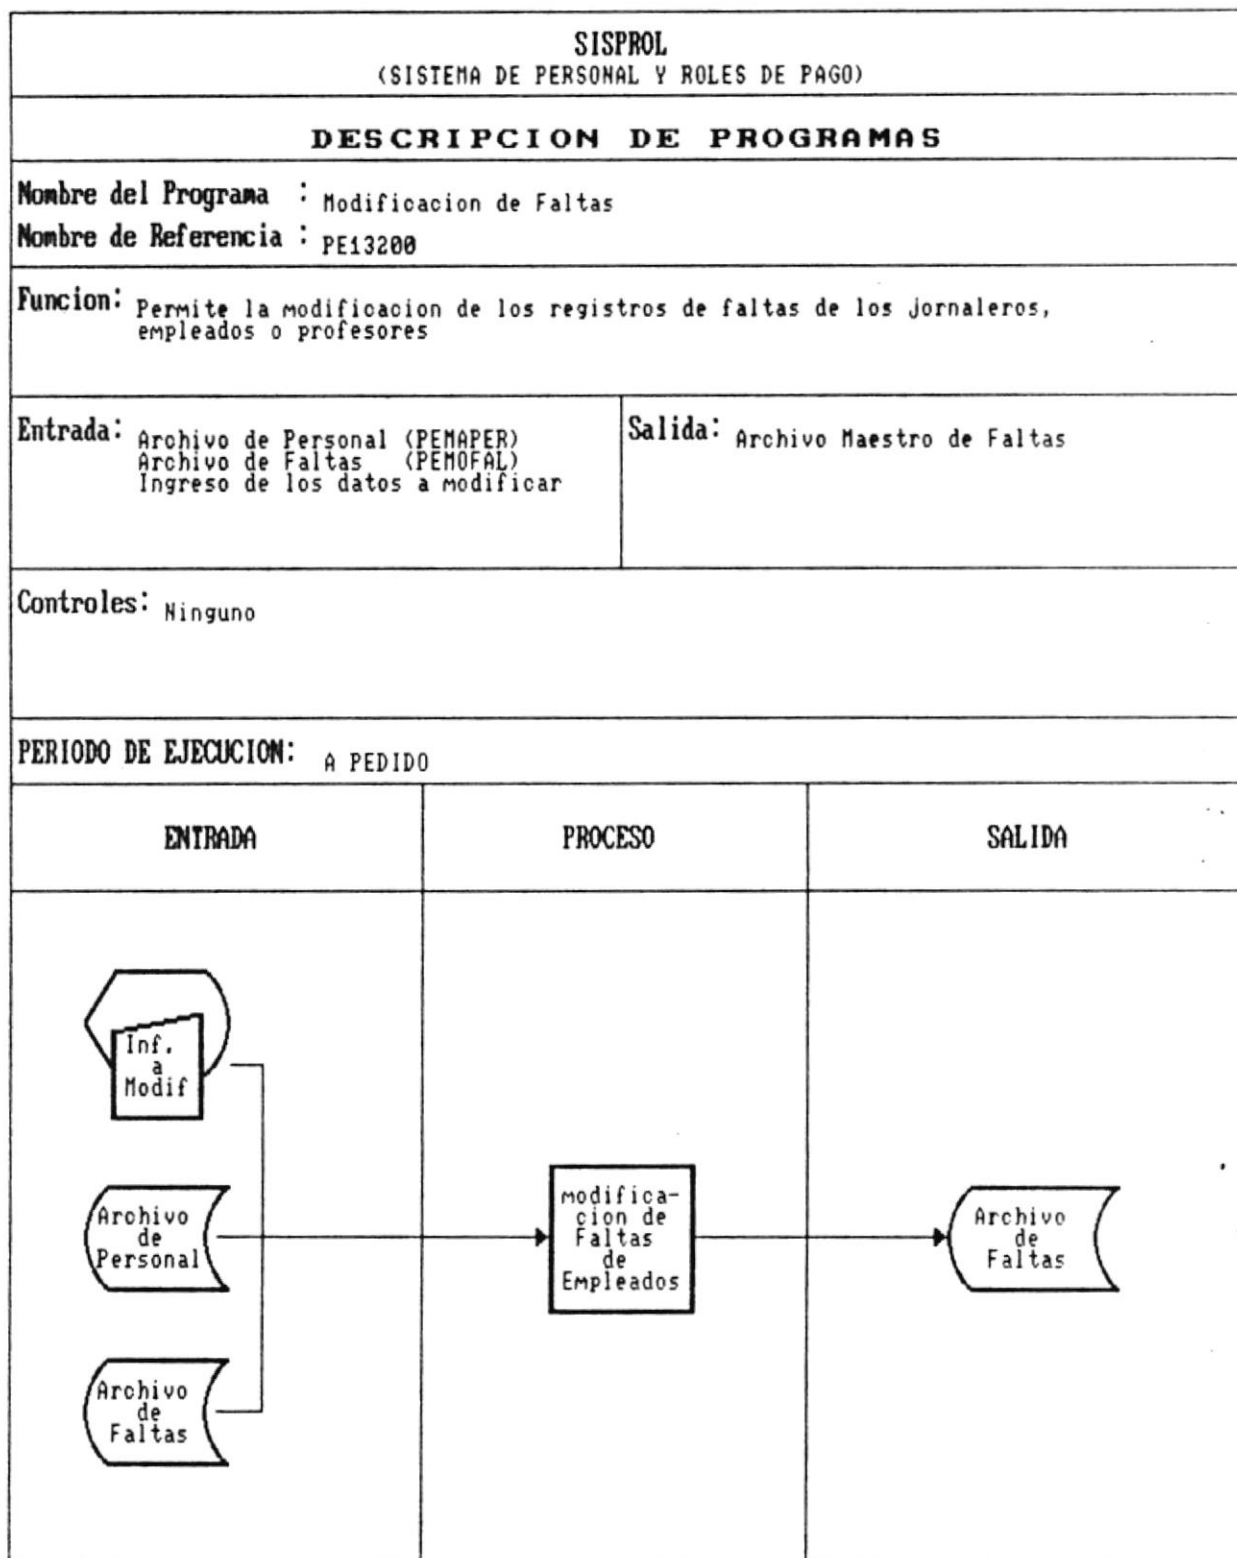 SISPROL
(SISTEMA DE PERSONAL Y ROLES DE PAGO)
DESCRIPCION DE PROGRAMAS
Nombre del Programa : Modificacion de Faltas
Nombre de Referencia : PE13200
Funcion: Permite la modificacion de los registros de faltas de los jornaleros,
empleados o profesores
Entrada: Archivo de Personal (PEMAPER)
Archivo de Faltas (PEMOFAL)
Ingreso de los datos a modificar
Salida: Archivo Maestro de Faltas
Controles: Ninguno
PERIODO DE EJECUCION: A PEDIDO
ENTRADA
PROCESO
SALIDA
Inf.
a
Modif
Archivo
de
Personal
Archivo
de
Faltas
modifica-
cion de
Faltas
de
Empleados
Archivo
de
Faltas